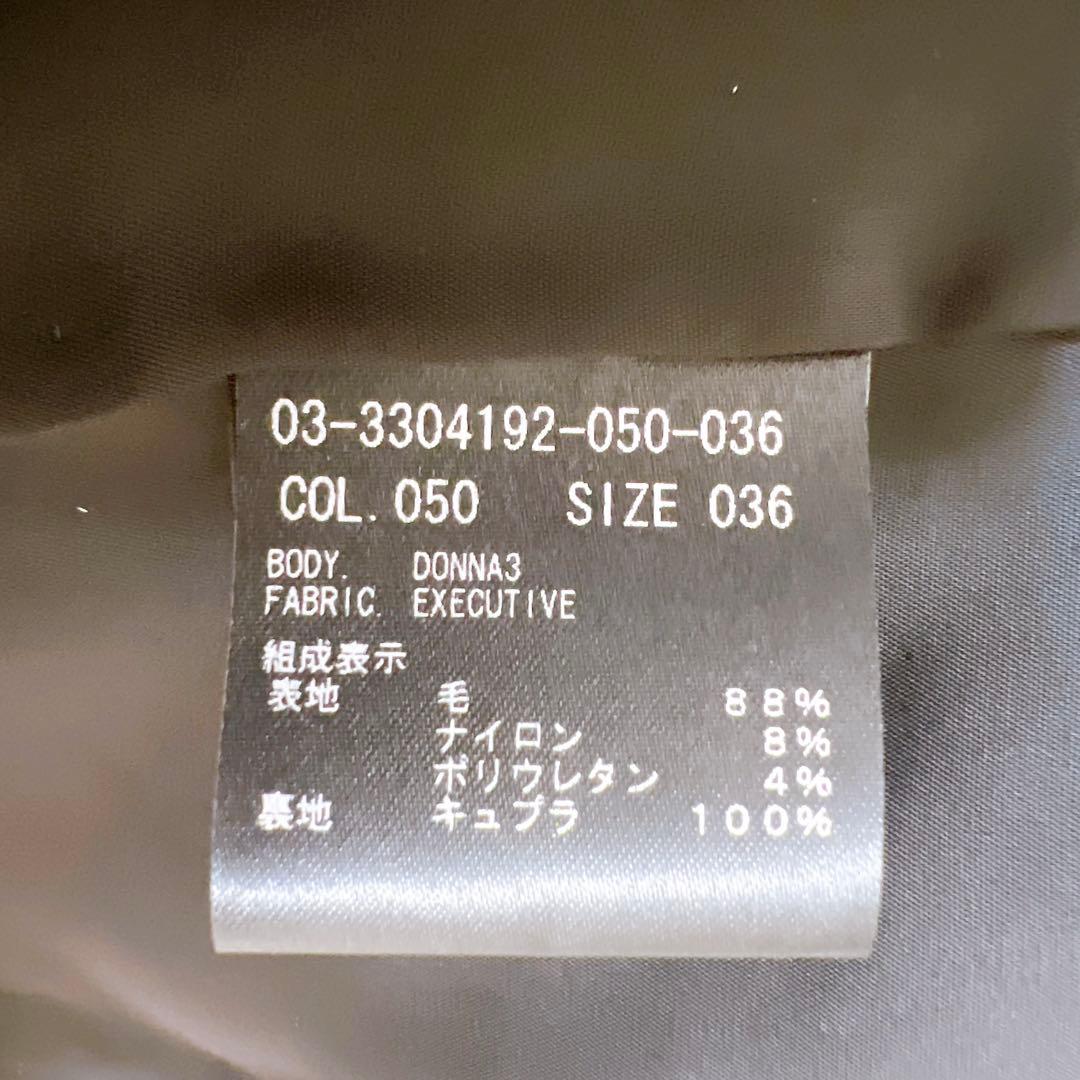 03-3304192-050-036
COL. 050 SIZE 036
BODY. DONNA3
FABRIC. EXECUTIVE
組成表示
表地 毛 88%
ナイロン 8%
ポリウレタン 4%
裏地 キュプラ 100%